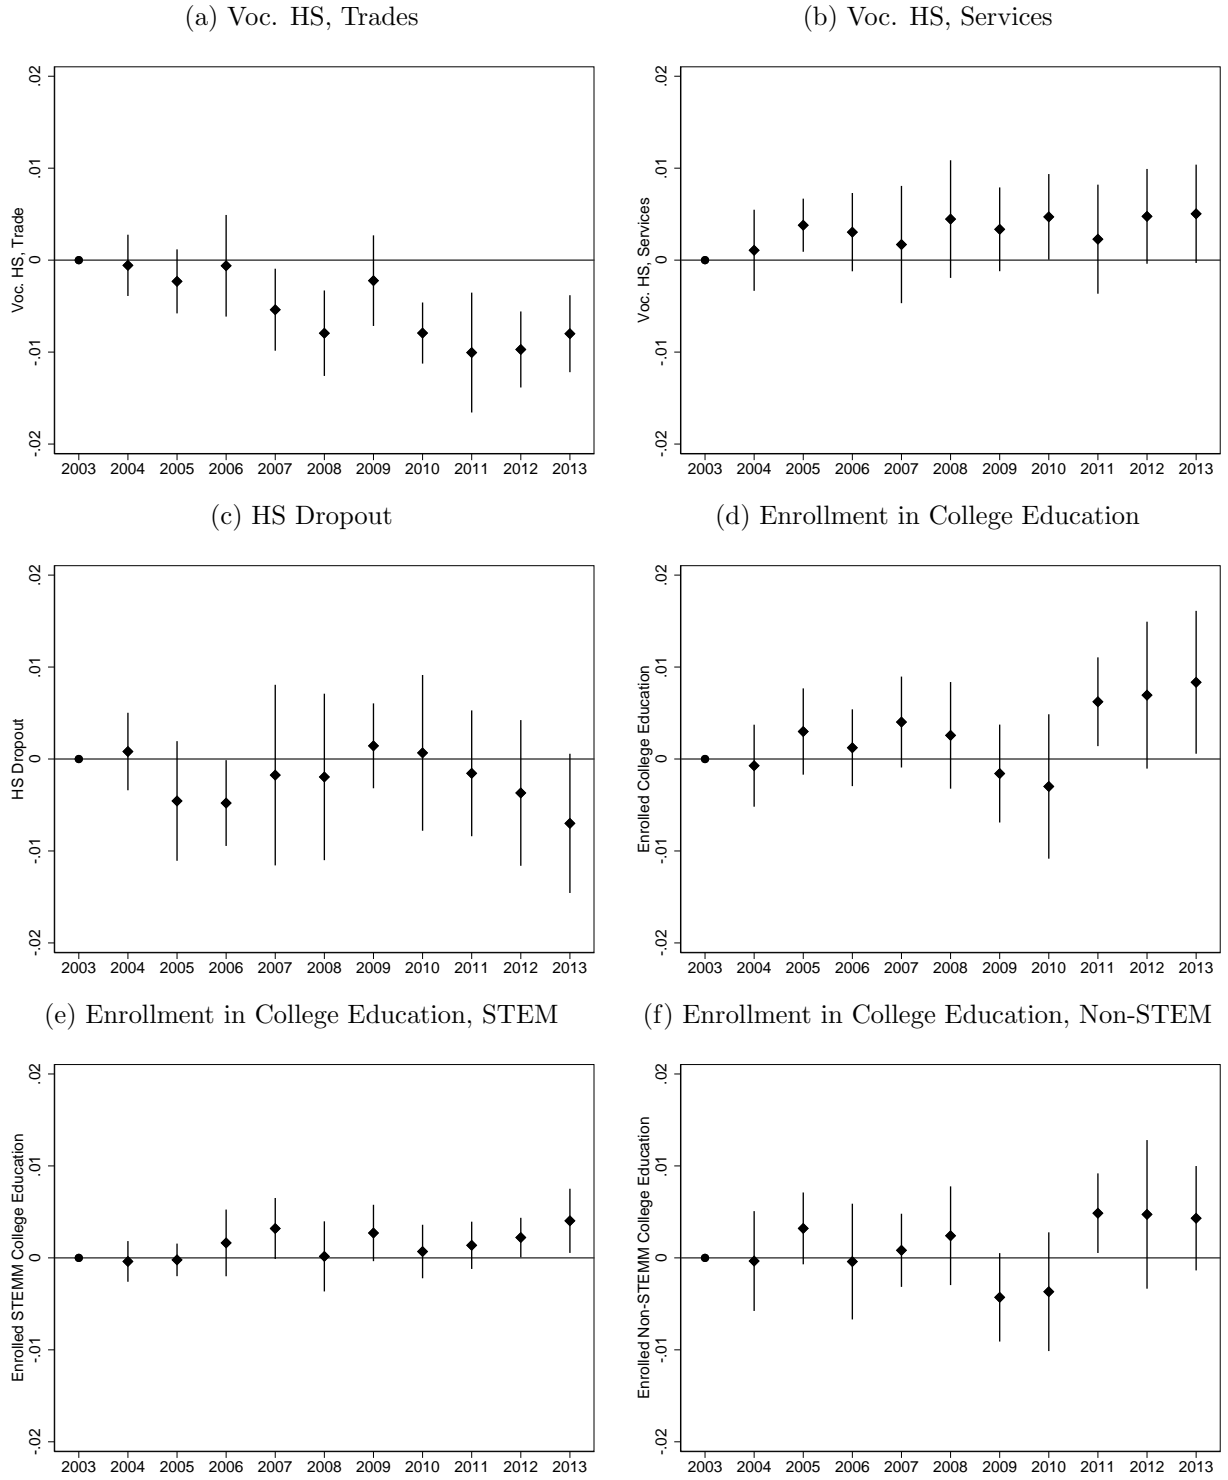 (a) Voc. HS, Trades
Voc. HS, Trade
.02
.01
0
-.01
-.02
2003 2004 2005 2006 2007 2008 2009 2010 2011 2012 2013
(b) Voc. HS, Services
Voc. HS, Services
.02
.01
0
-.01
-.02
2003 2004 2005 2006 2007 2008 2009 2010 2011 2012 2013
(c) HS Dropout
HS Dropout
.02
.01
0
-.01
-.02
2003 2004 2005 2006 2007 2008 2009 2010 2011 2012 2013
(d) Enrollment in College Education
Enrolled College Education
.02
.01
0
-.01
-.02
2003 2004 2005 2006 2007 2008 2009 2010 2011 2012 2013
(e) Enrollment in College Education, STEM
Enrolled STEMM College Education
.02
.01
0
-.01
-.02
2003 2004 2005 2006 2007 2008 2009 2010 2011 2012 2013
(f) Enrollment in College Education, Non-STEM
Enrolled Non-STEMM College Education
.02
.01
0
-.01
-.02
2003 2004 2005 2006 2007 2008 2009 2010 2011 2012 2013